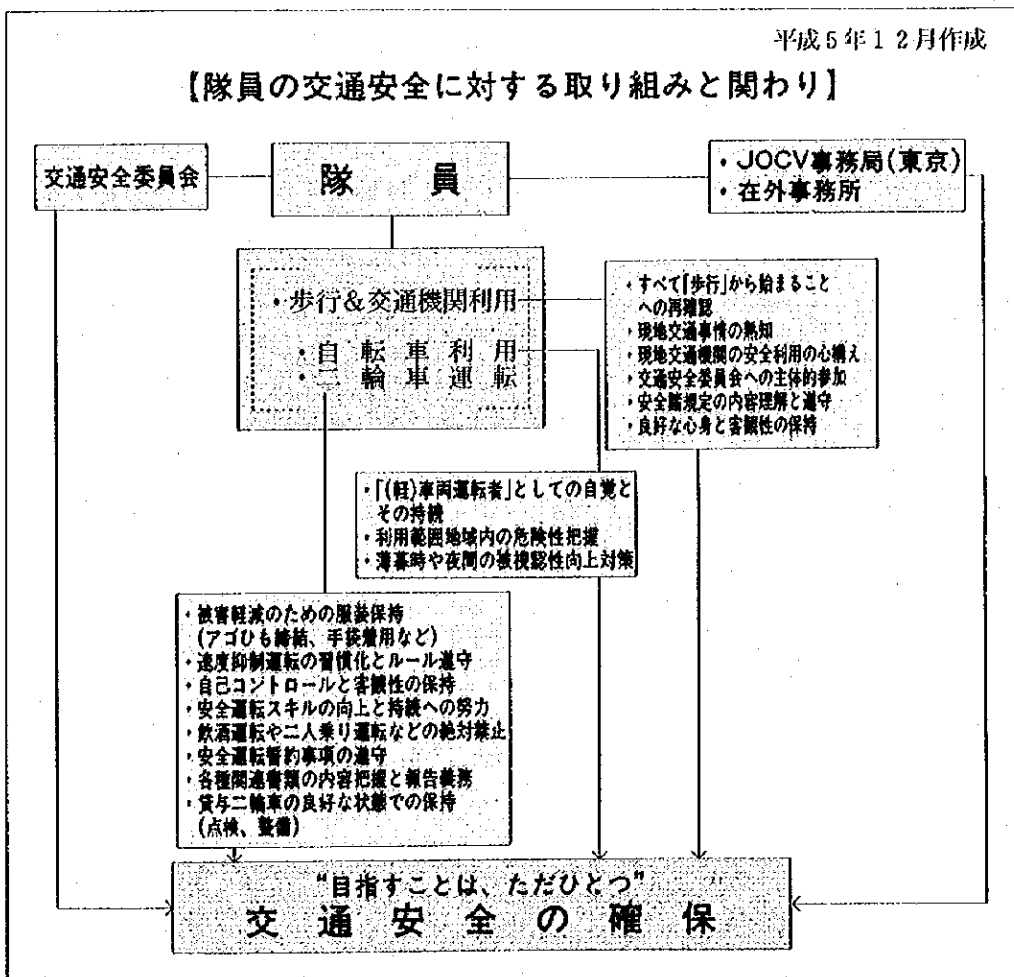 平成5年12月作成
【隊員の交通安全に対する取り組みと関わり】
交通安全委員会
隊 員
・JOCV事務局(東京)
・在外事務所
・歩行&交通機関利用
・自転車利用
・二輪車運転
・すべて「歩行」から始まること
への再確認
・現地交通事情の熟知
・現地交通機関の安全利用の心構え
・交通安全委員会への主体的参加
・安全諸規定の内容理解と遵守
・良好な心身と客観性の保持
・「(軽)車両運転者」としての自覚と
その持続
・利用範囲地域内の危険性把握
・薄暮時や夜間の被視認性向上対策
・被害軽減のための服装保持
(アゴひも締結、手袋着用など)
・速度抑制運転の習慣化とルール遵守
・自己コントロールと客観性の保持
・安全運転スキルの向上と持続への努力
・飲酒運転や二人乗り運転などの絶対禁止
・安全運転誓約事項の遵守
・各種関連書類の内容把握と報告義務
・貸与二輪車の良好な状態での保持
(点検、整備)
“目指すことは、ただひとつ”
交通安全の確保